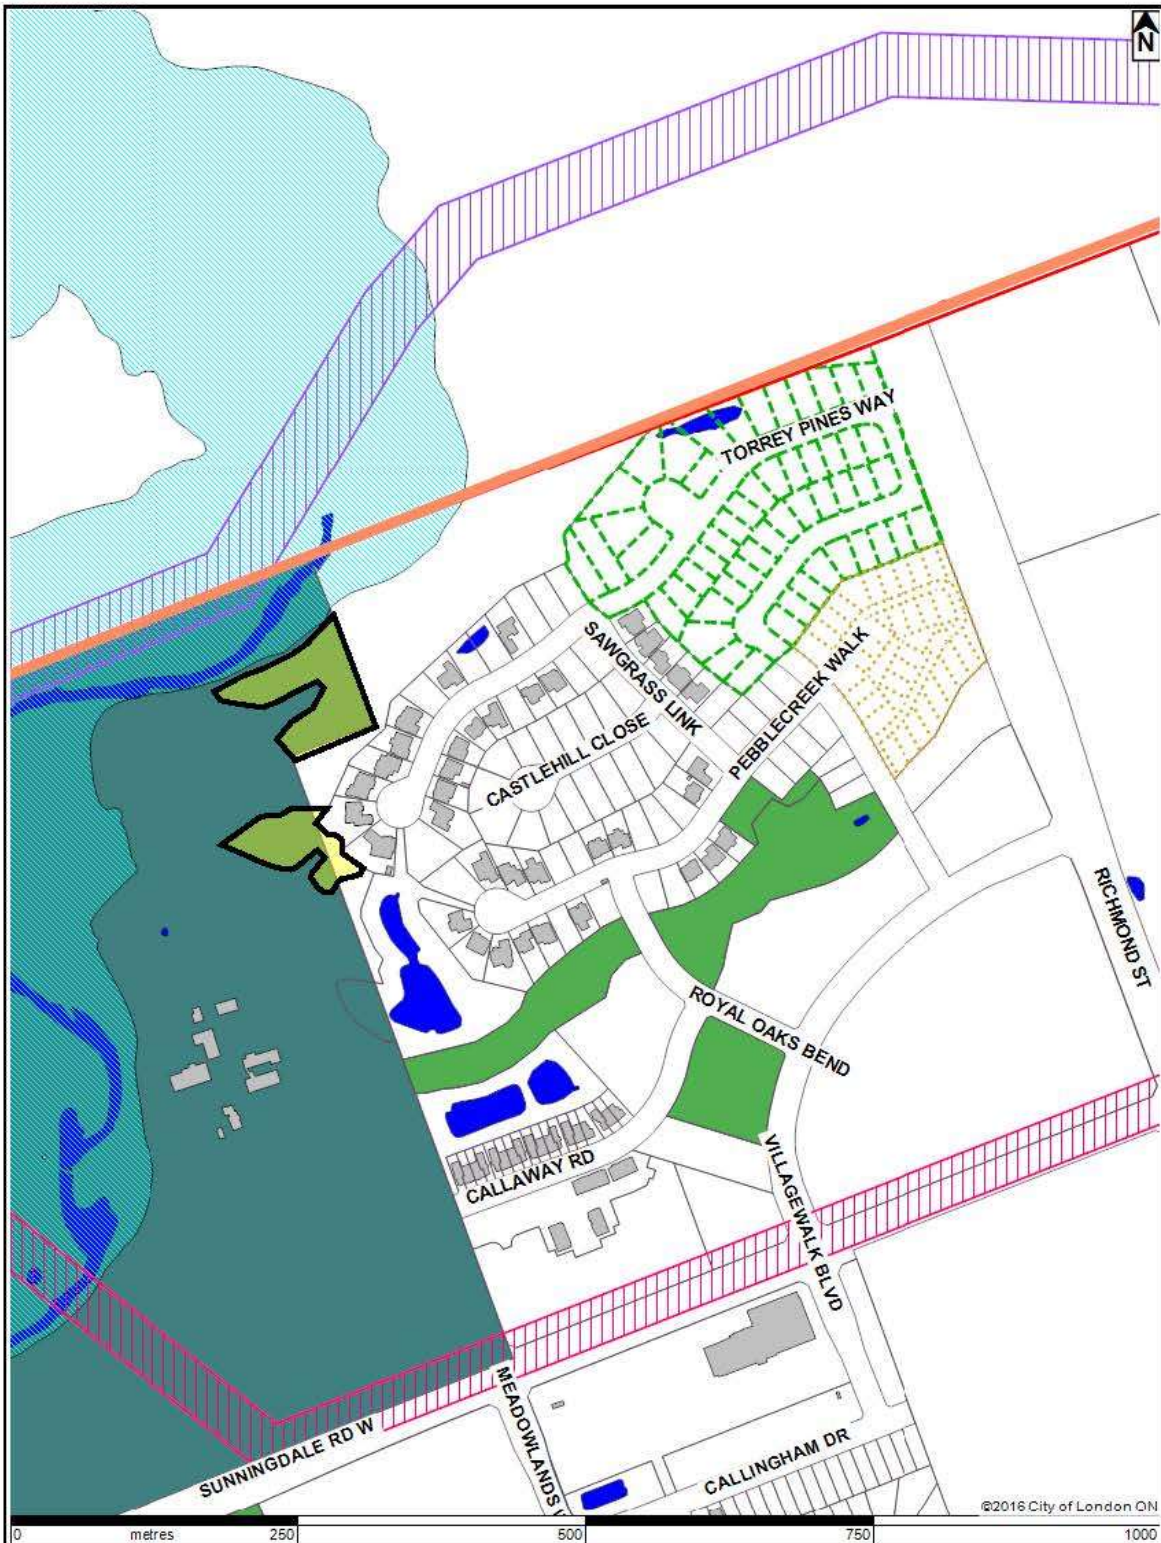 N
TORREY PINES WAY
SAWGRASS LINK
PEBBLECREEK WALK
CASTLEHILL CLOSE
RICHMOND ST
ROYAL OAKS BEND
CALLAWAY RD
VILLAGEWALK BLVD
MEADOWLANDS
SUNNINGDALE RD W
CALLINGHAM DR
©2016 City of London ON
0 metres 250 500 750 1000